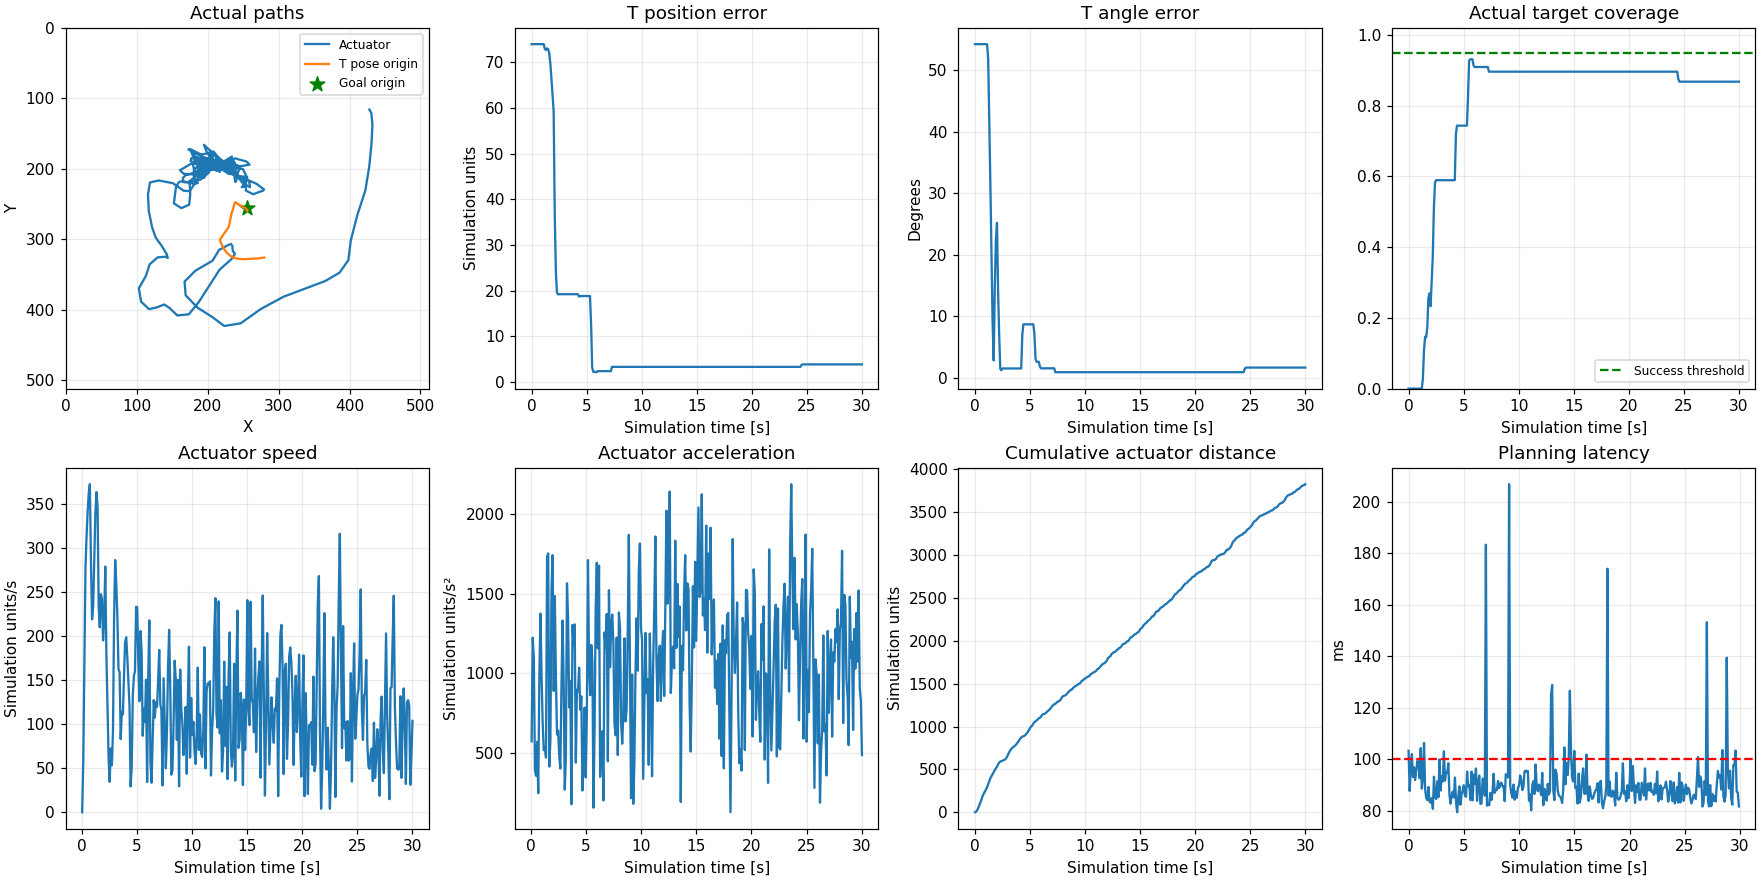 Actual paths
0
100
200
300
400
500
Y
0 100 200 300 400 500
X
Actuator
T pose origin
Goal origin
T position error
70
60
50
40
30
20
10
0
Simulation units
0 5 10 15 20 25 30
Simulation time [s]
T angle error
50
40
30
20
10
0
Degrees
0 5 10 15 20 25 30
Simulation time [s]
Actual target coverage
1.0
0.8
0.6
0.4
0.2
0.0
Success threshold
0 5 10 15 20 25 30
Simulation time [s]
Actuator speed
350
300
250
200
150
100
50
0
Simulation units/s
0 5 10 15 20 25 30
Simulation time [s]
Actuator acceleration
2000
1500
1000
500
Simulation units/s²
0 5 10 15 20 25 30
Simulation time [s]
Cumulative actuator distance
4000
3500
3000
2500
2000
1500
1000
500
0
Simulation units
0 5 10 15 20 25 30
Simulation time [s]
Planning latency
200
180
160
140
120
100
80
ms
0 5 10 15 20 25 30
Simulation time [s]